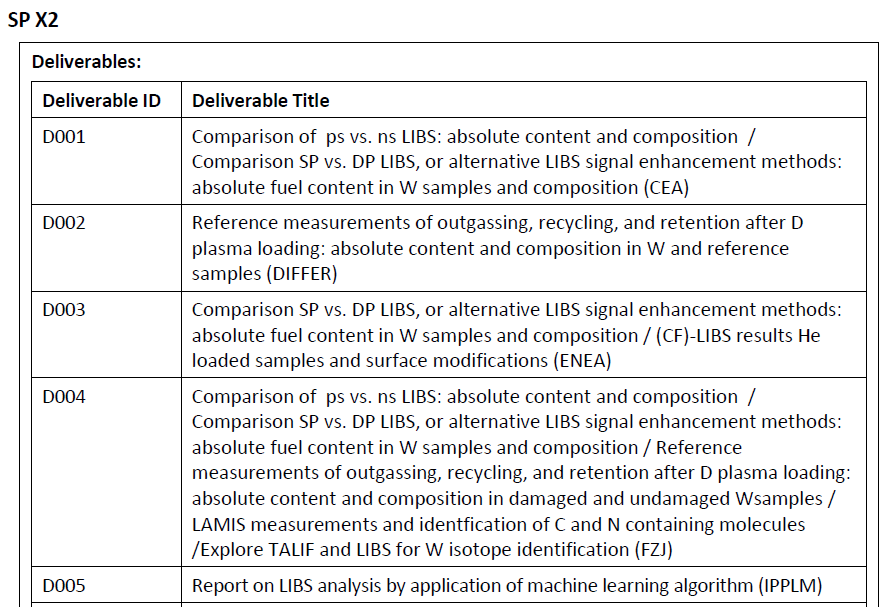 SP X2
Deliverables:
Deliverable ID Deliverable Title
D001 Comparison of ps vs. ns LIBS: absolute content and composition /
Comparison SP vs. DP LIBS, or alternative LIBS signal enhancement methods:
absolute fuel content in W samples and composition (CEA)
D002 Reference measurements of outgassing, recycling, and retention after D
plasma loading: absolute content and composition in W and reference
samples (DIFFER)
D003 Comparison SP vs. DP LIBS, or alternative LIBS signal enhancement methods:
absolute fuel content in W samples and composition / (CF)-LIBS results He
loaded samples and surface modifications (ENEA)
D004 Comparison of ps vs. ns LIBS: absolute content and composition /
Comparison SP vs. DP LIBS, or alternative LIBS signal enhancement methods:
absolute fuel content in W samples and composition / Reference
measurements of outgassing, recycling, and retention after D plasma loading:
absolute content and composition in damaged and undamaged Wsamples /
LAMIS measurements and identfication of C and N containing molecules
/Explore TALIF and LIBS for W isotope identification (FZJ)
D005 Report on LIBS analysis by application of machine learning algorithm (IPPLM)